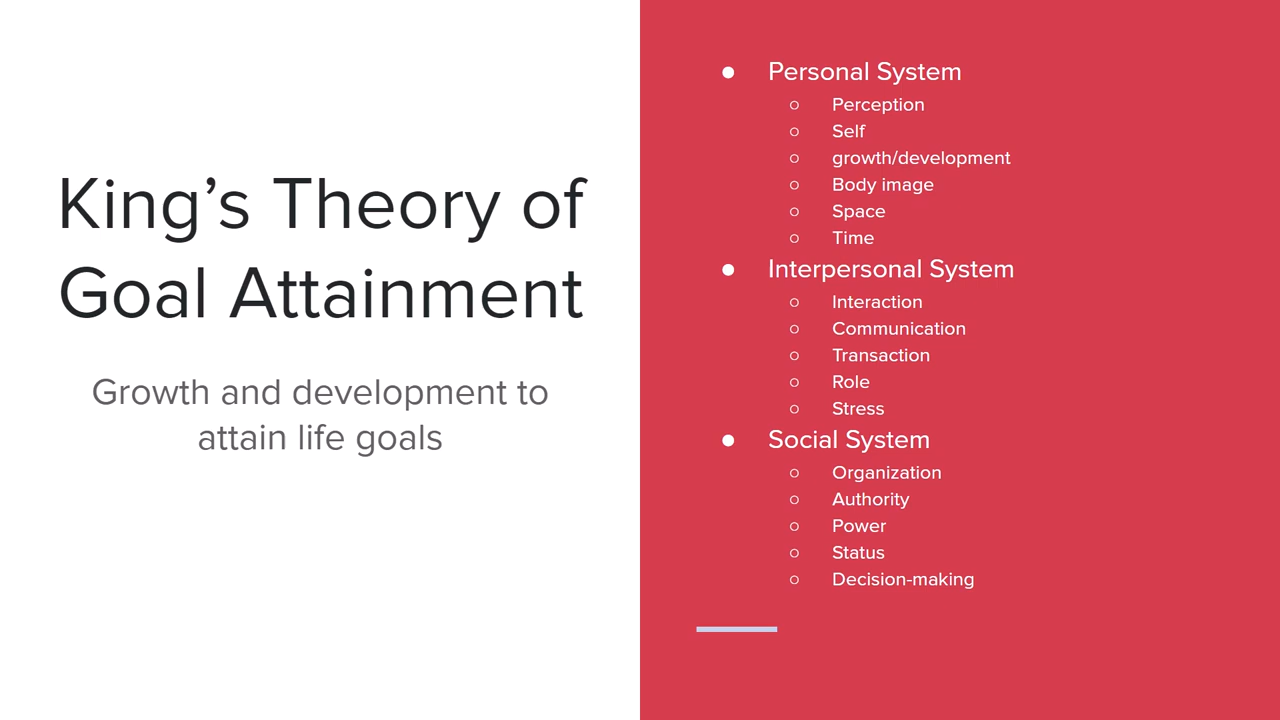 King’s Theory of
Goal Attainment
Growth and development to
attain life goals
● Personal System
○ Perception
○ Self
○ growth/development
○ Body image
○ Space
○ Time
● Interpersonal System
○ Interaction
○ Communication
○ Transaction
○ Role
○ Stress
● Social System
○ Organization
○ Authority
○ Power
○ Status
○ Decision-making